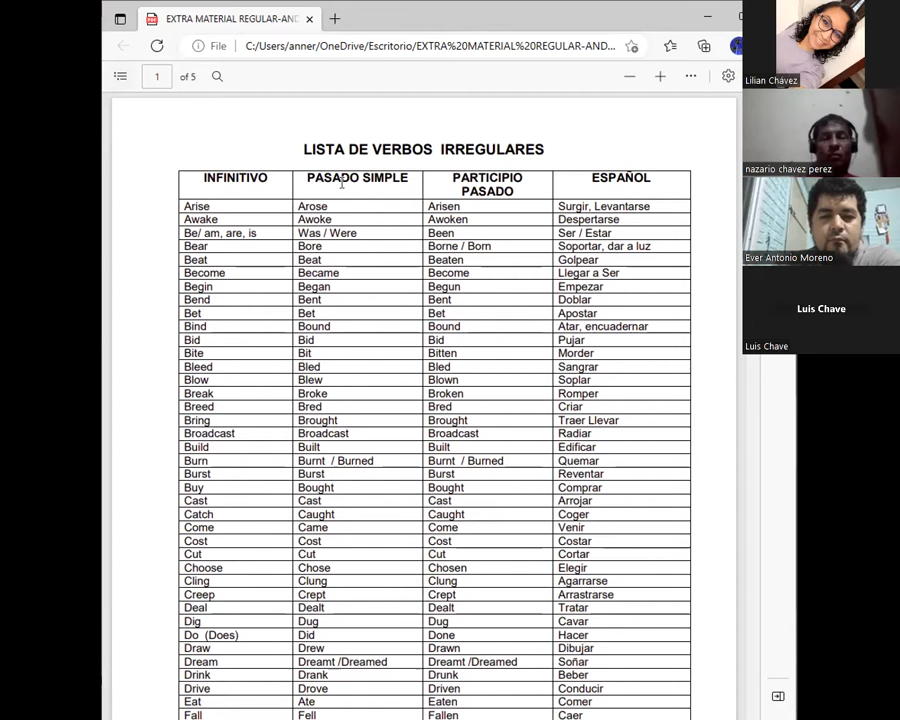 EXTRA MATERIAL REGULAR-AND-
File C:/Users/anner/OneDrive/Escritorio/EXTRA%20MATERIAL%20REGULAR-AND...
1 of 5
LISTA DE VERBOS IRREGULARES
INFINITIVO PASADO SIMPLE PARTICIPIO PASADO ESPAÑOL
Arise Arose Arisen Surgir, Levantarse
Awake Awoke Awoken Despertarse
Be/ am, are, is Was / Were Been Ser / Estar
Bear Bore Borne / Born Soportar, dar a luz
Beat Beat Beaten Golpear
Become Became Become Llegar a Ser
Begin Began Begun Empezar
Bend Bent Bent Doblar
Bet Bet Bet Apostar
Bind Bound Bound Atar, encuadernar
Bid Bid Bid Pujar
Bite Bit Bitten Morder
Bleed Bled Bled Sangrar
Blow Blew Blown Soplar
Break Broke Broken Romper
Breed Bred Bred Criar
Bring Brought Brought Traer Llevar
Broadcast Broadcast Broadcast Radiar
Build Built Built Edificar
Burn Burnt / Burned Burnt / Burned Quemar
Burst Burst Burst Reventar
Buy Bought Bought Comprar
Cast Cast Cast Arrojar
Catch Caught Caught Coger
Come Came Come Venir
Cost Cost Cost Costar
Cut Cut Cut Cortar
Choose Chose Chosen Elegir
Cling Clung Clung Agarrarse
Creep Crept Crept Arrastrarse
Deal Dealt Dealt Tratar
Dig Dug Dug Cavar
Do (Does) Did Done Hacer
Draw Drew Drawn Dibujar
Dream Dreamt /Dreamed Dreamt /Dreamed Soñar
Drink Drank Drunk Beber
Drive Drove Driven Conducir
Eat Ate Eaten Comer
Fall Fell Fallen Caer
Lilian Chávez
nazario chavez perez
Ever Antonio Moreno
Luis Chave
Luis Chave